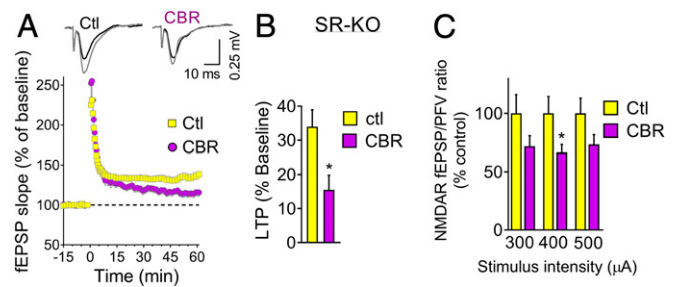 A
Ctl
CBR
10 ms
0.25 mV
fEPSP slope (% of baseline)
250
200
150
100
50
Ctl
CBR
-15
0
15
30
45
60
Time (min)
B
SR-KO
LTP (% Baseline)
40
30
20
10
0
ctl
CBR
*
C
NMDAR fEPSP/PFV ratio
(% control)
100
50
0
Ctl
CBR
*
300
400
500
Stimulus intensity (μA)